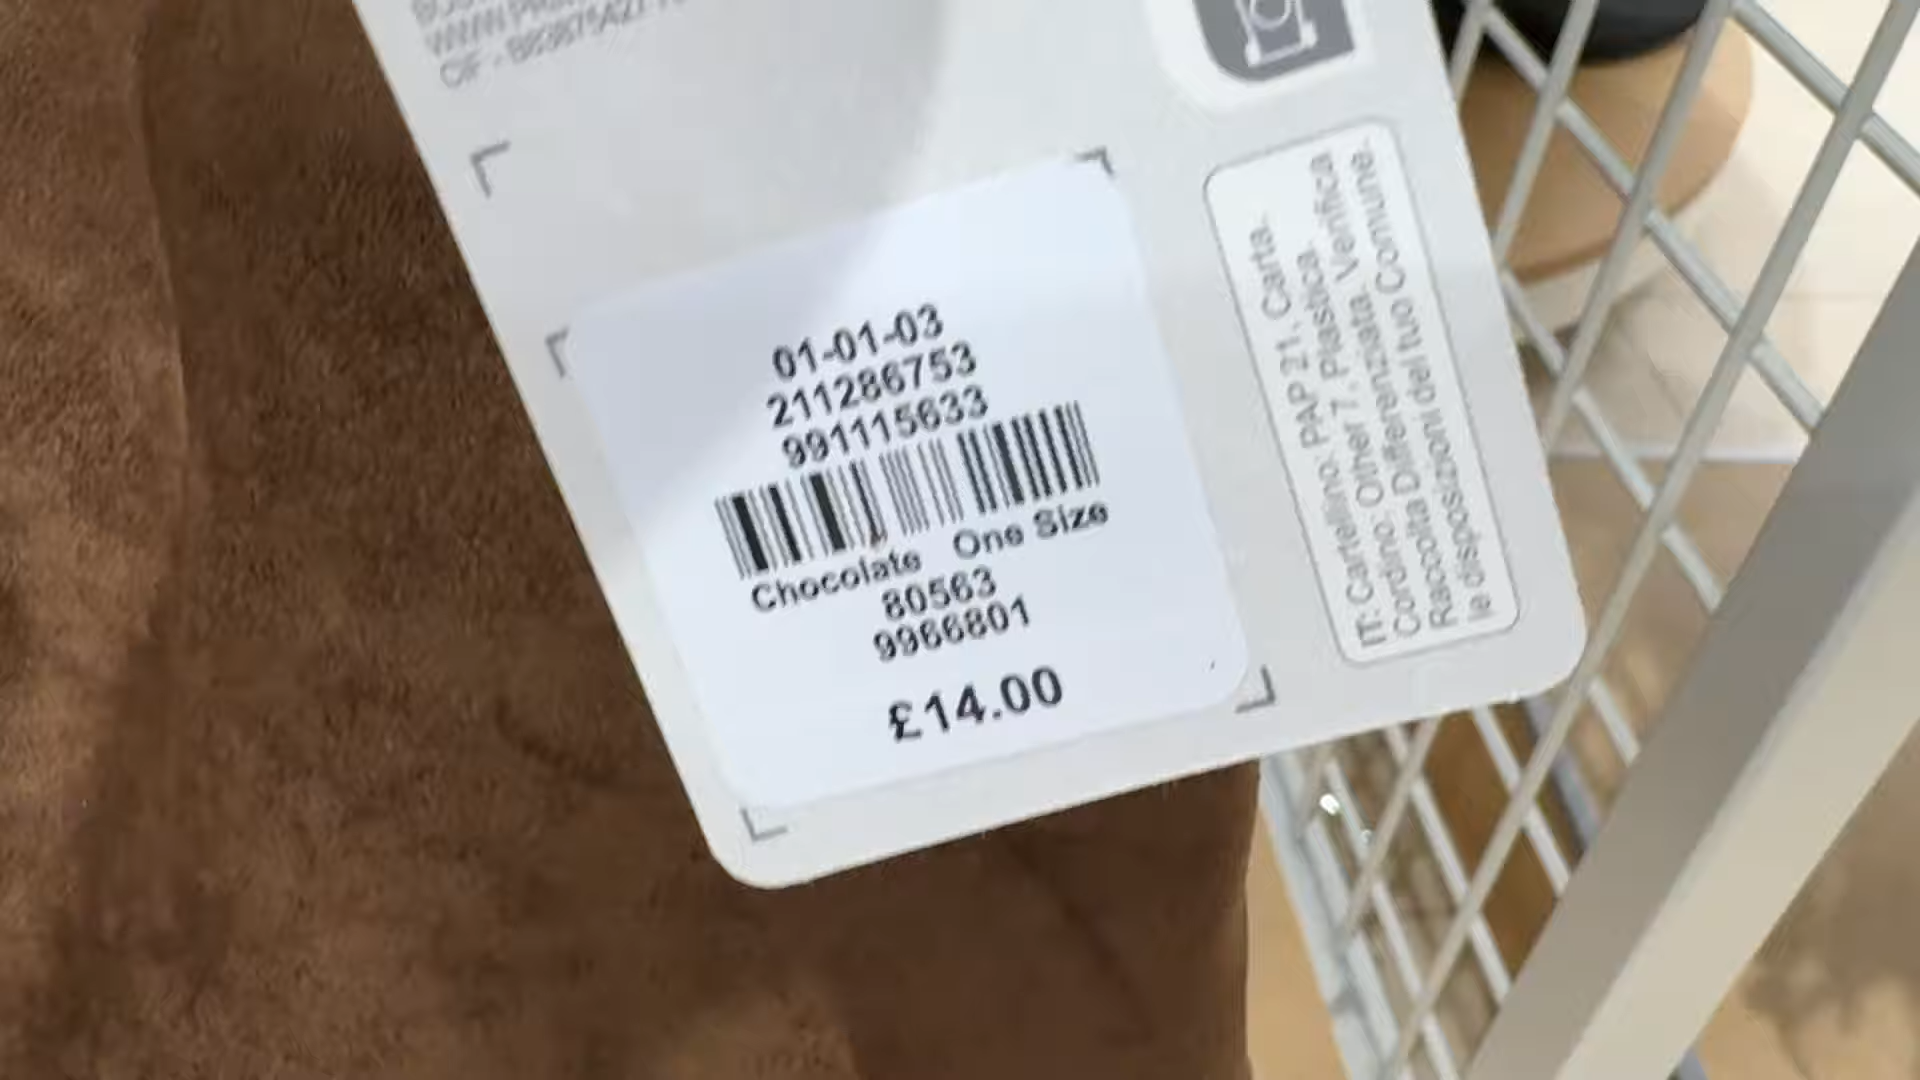 01-01-03
211286753
991115633
Chocolate One Size
80563
9966801
£14.00
IT: Cartellino, PAP 21, Carta.
Cordino, Other 7, Plastica.
Raccolta Differenziata. Verifica
le disposizioni del tuo Comune.